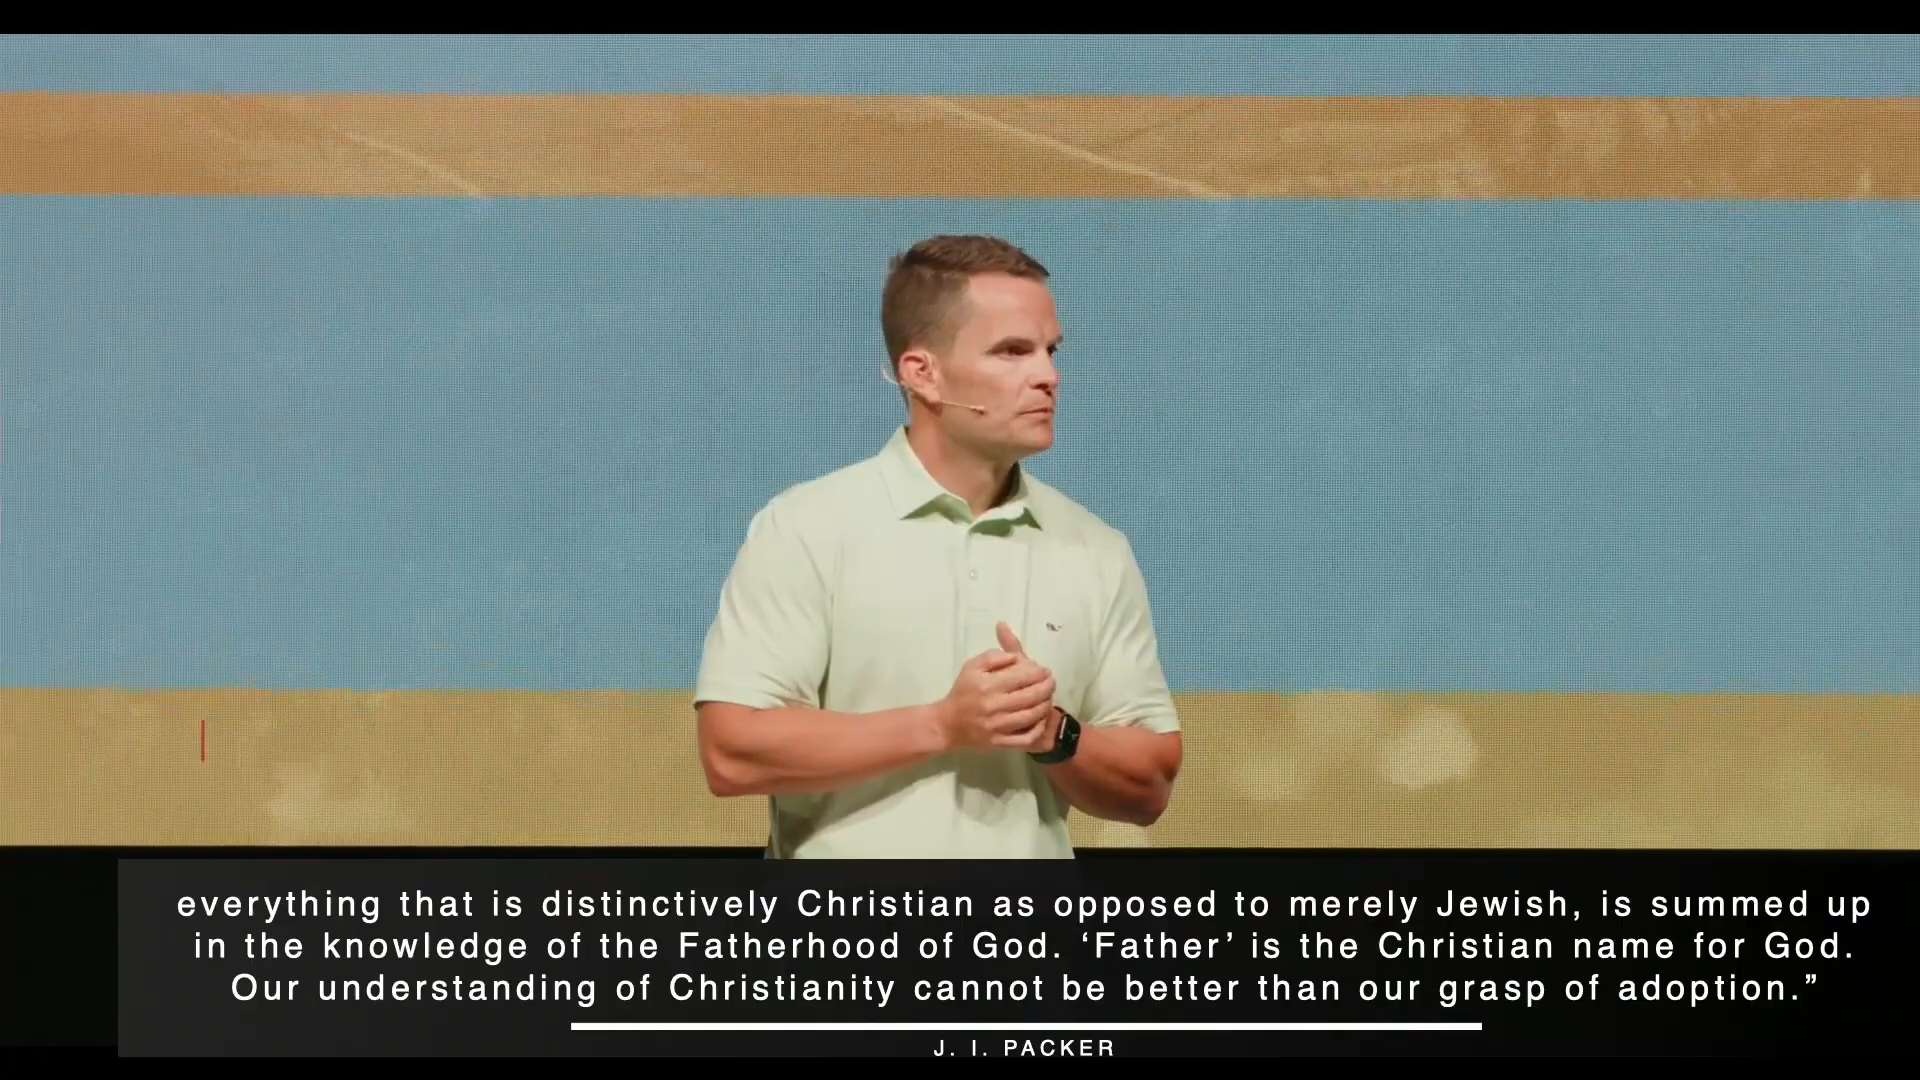 everything that is distinctively Christian as opposed to merely Jewish, is summed up
in the knowledge of the Fatherhood of God. ‘Father’ is the Christian name for God.
Our understanding of Christianity cannot be better than our grasp of adoption.”
J. I. PACKER